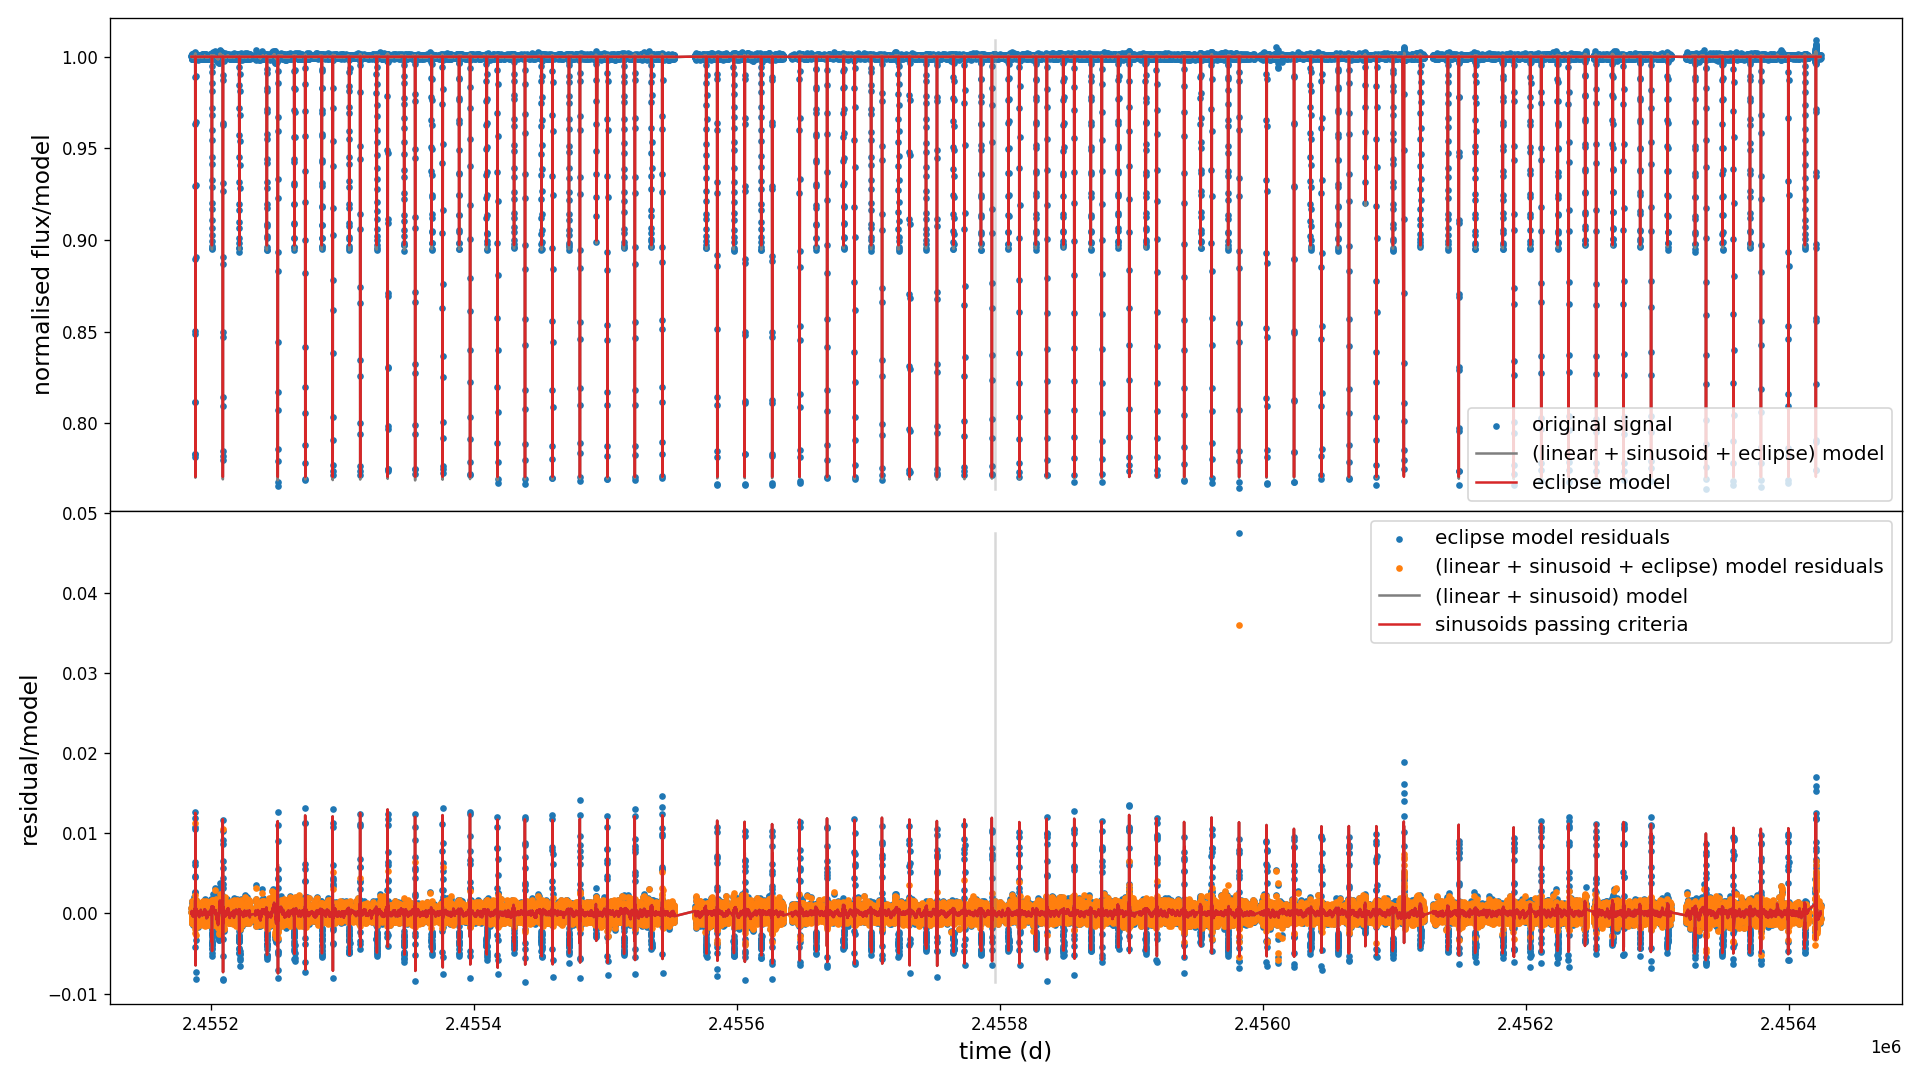 1.00
0.95
0.90
0.85
0.80
normalised flux/model
original signal
(linear + sinusoid + eclipse) model
eclipse model
0.05
0.04
0.03
0.02
0.01
0.00
−0.01
residual/model
eclipse model residuals
(linear + sinusoid + eclipse) model residuals
(linear + sinusoid) model
sinusoids passing criteria
2.4552 2.4554 2.4556 2.4558 2.4560 2.4562 2.4564
time (d)
1e6